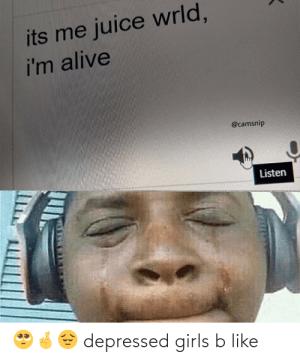 its me juice wrld,
i'm alive
@camsnip
Listen
🥺🤞😔 depressed girls b like